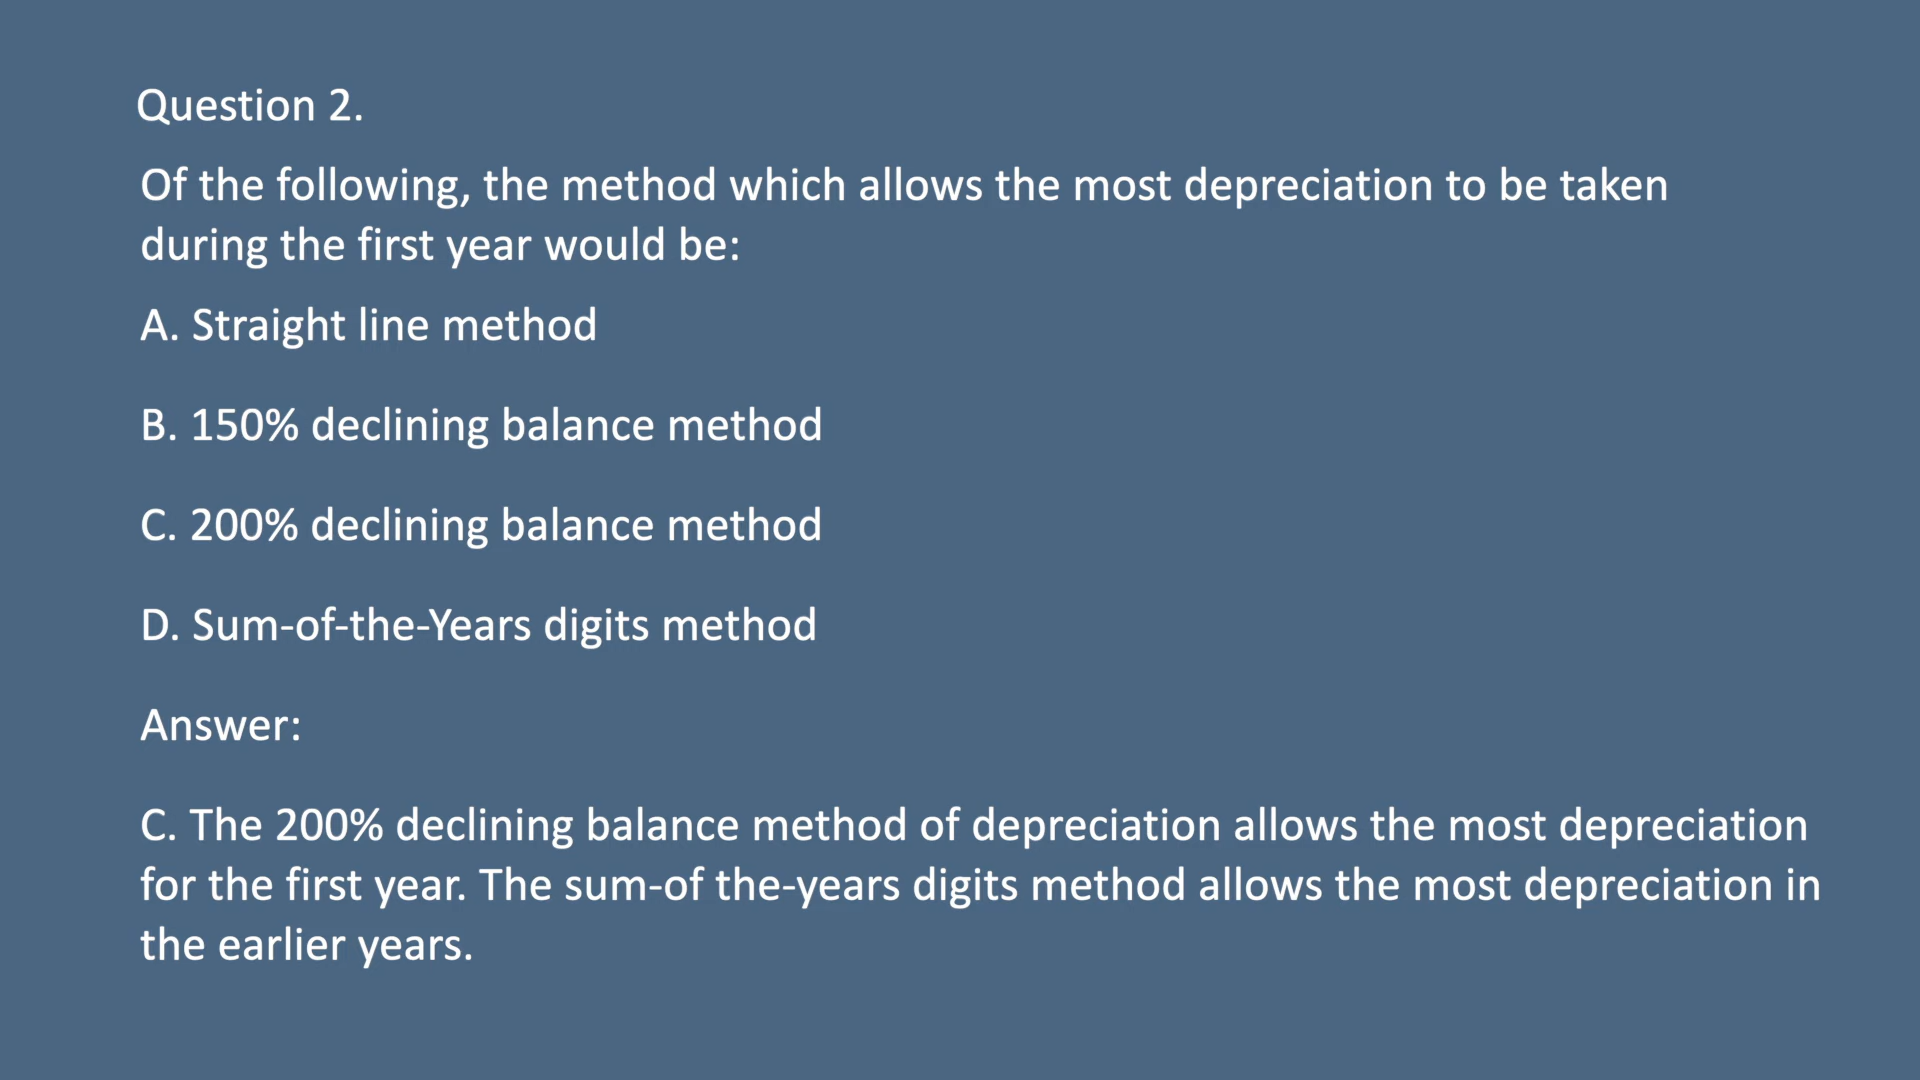 Question 2.
Of the following, the method which allows the most depreciation to be taken
during the first year would be:
A. Straight line method
B. 150% declining balance method
C. 200% declining balance method
D. Sum-of-the-Years digits method
Answer:
C. The 200% declining balance method of depreciation allows the most depreciation
for the first year. The sum-of the-years digits method allows the most depreciation in
the earlier years.